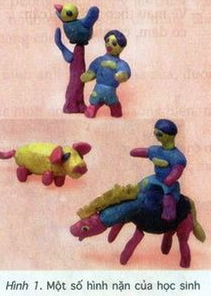 Hình 1. Một số hình nặn của học sinh